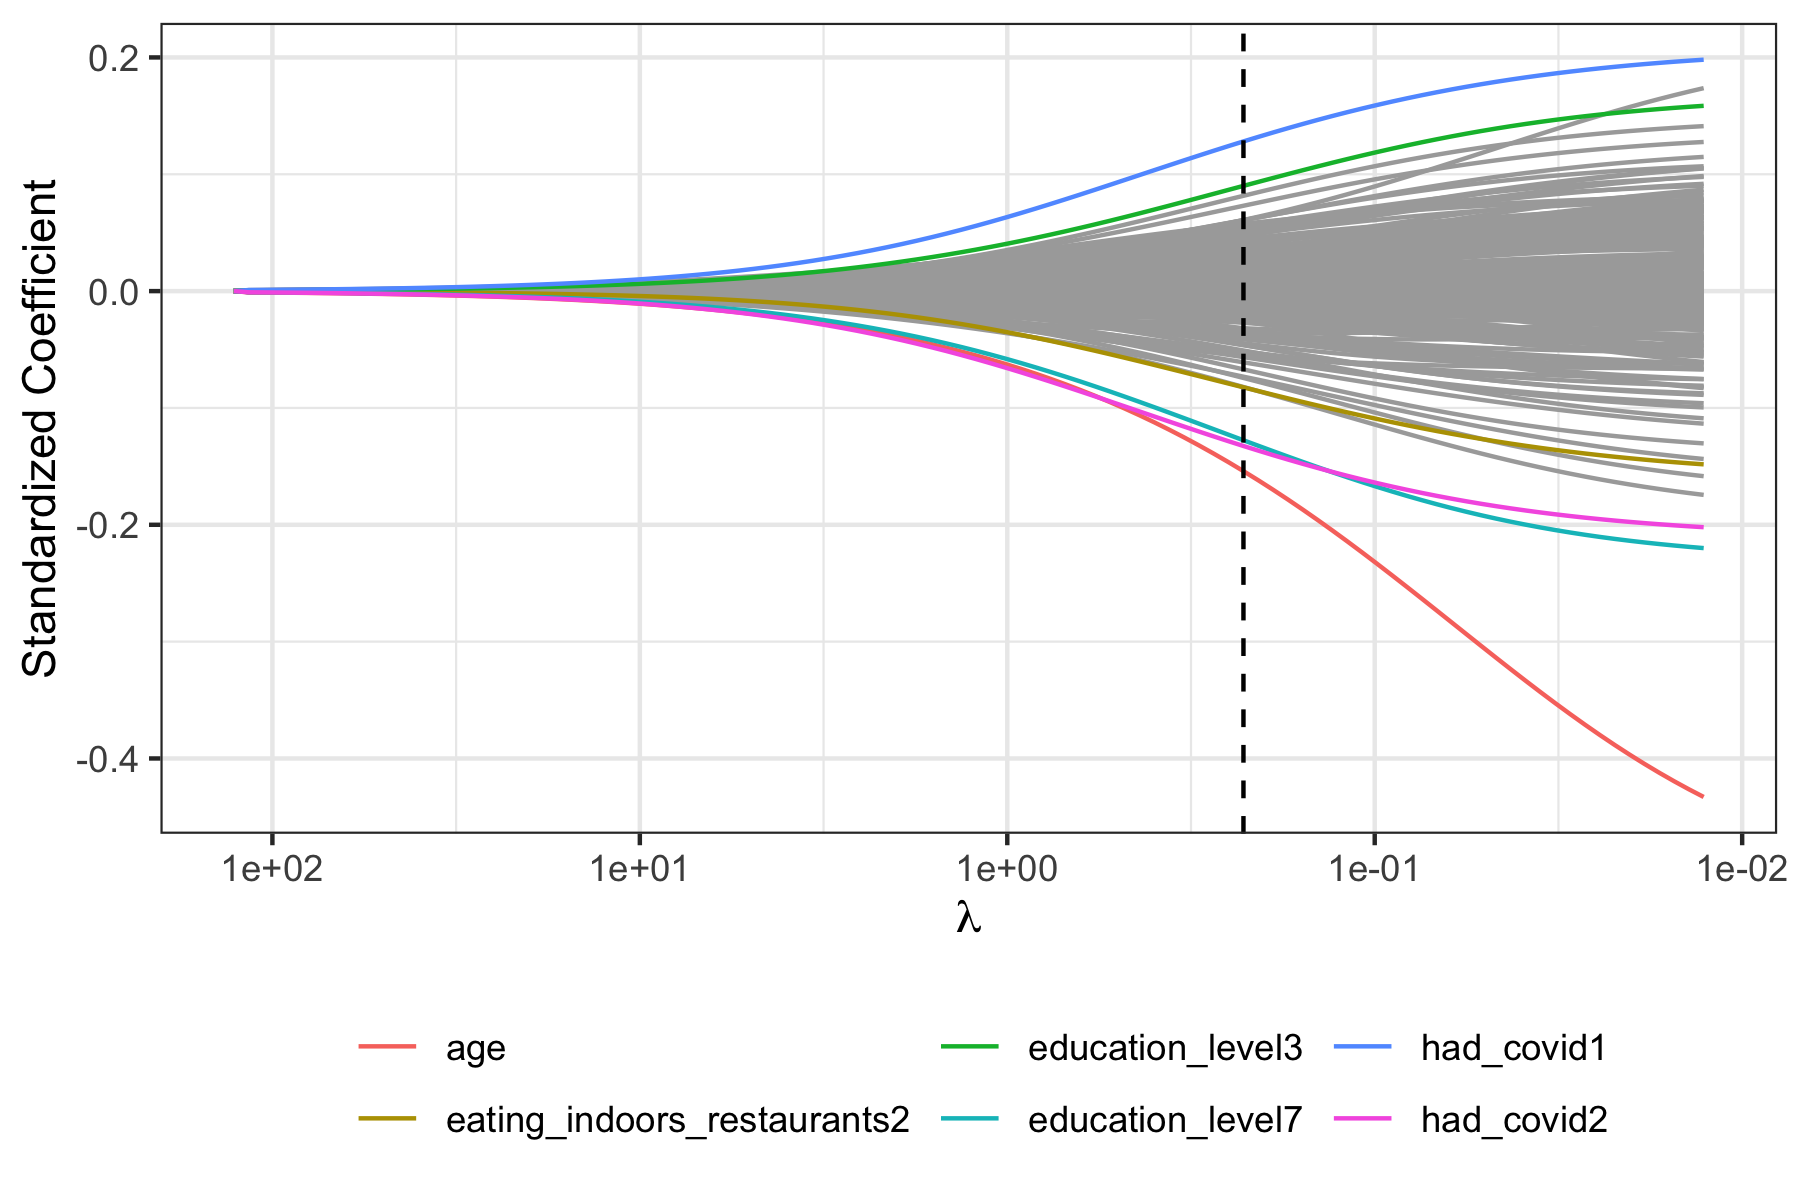 Standardized Coefficient
0.2
0.0
-0.2
-0.4
1e+02 1e+01 1e+00 1e-01 1e-02
λ
age education_level3 had_covid1
eating_indoors_restaurants2 education_level7 had_covid2